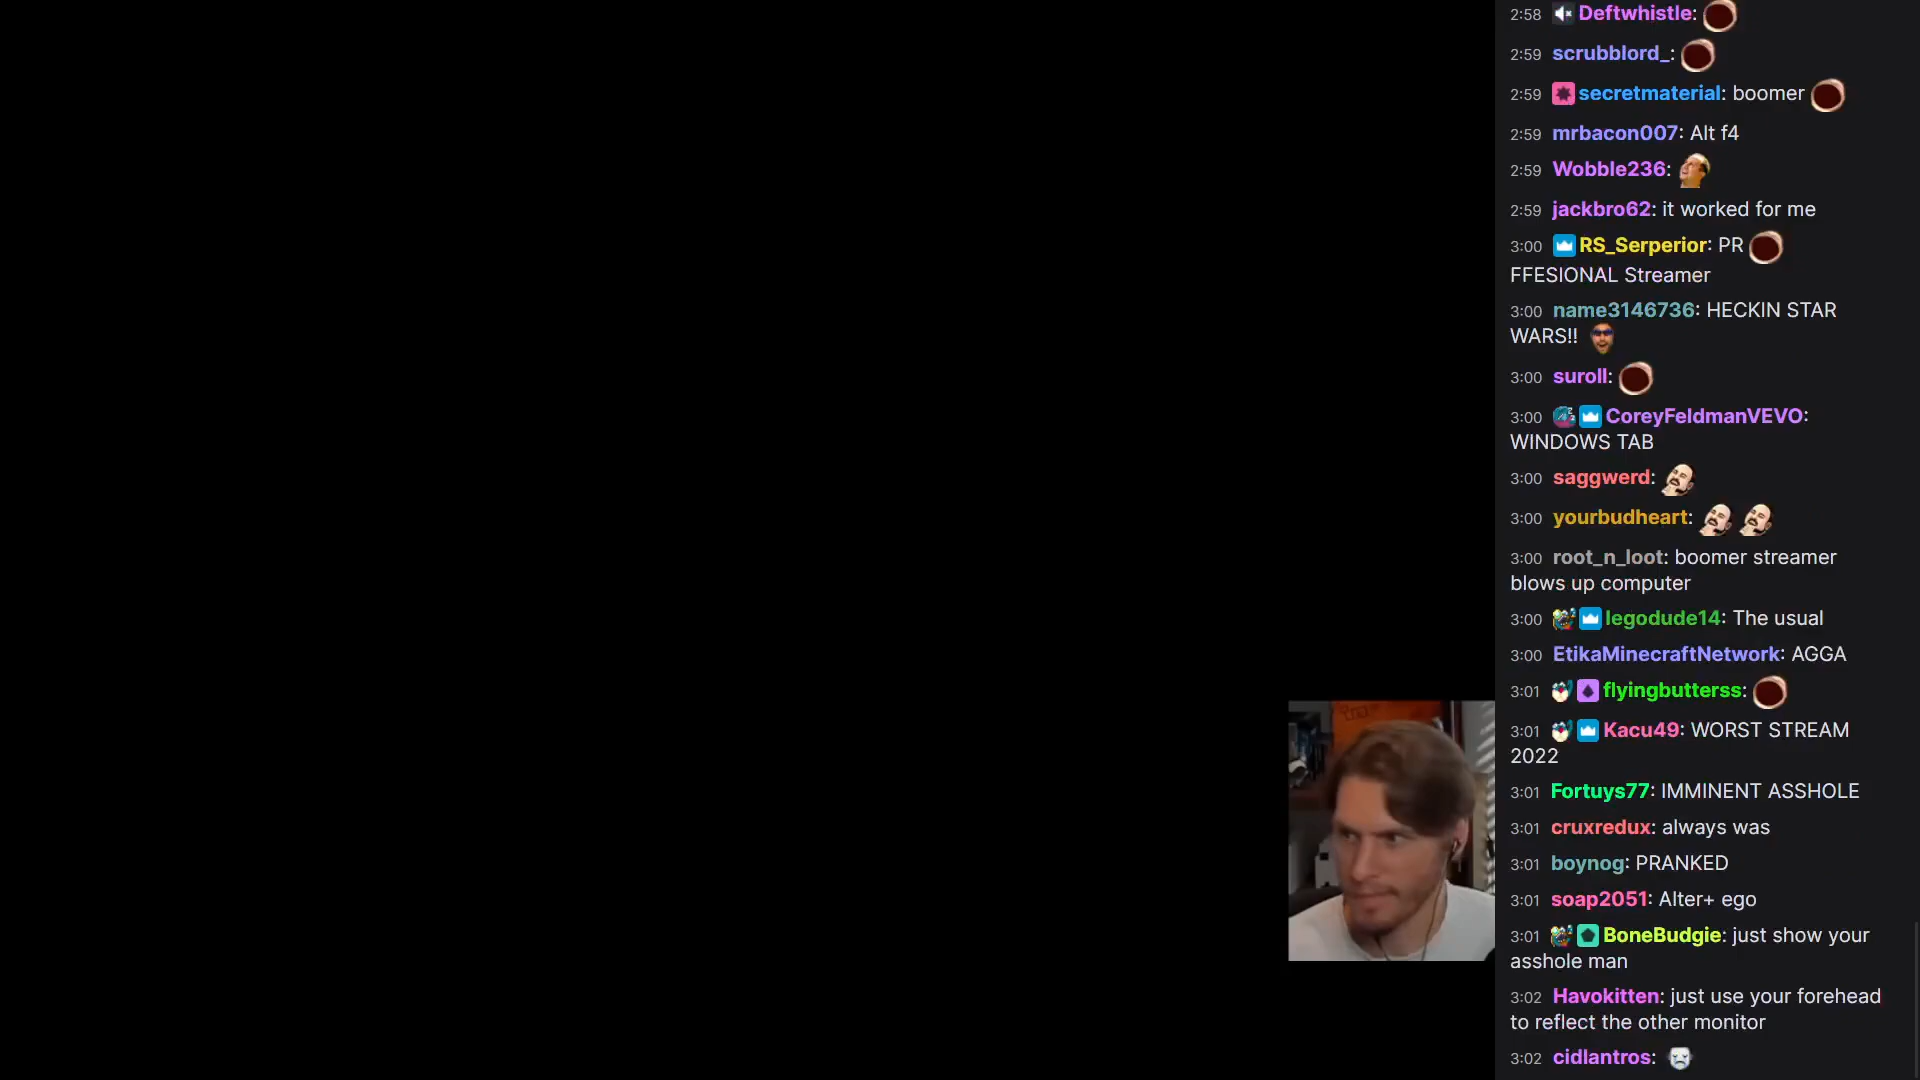 2:58 Deftwhistle:
2:59 scrubblord_:
2:59 secretmaterial: boomer
2:59 mrbacon007: Alt f4
2:59 Wobble236:
2:59 jackbro62: it worked for me
3:00 RS_Serperior: PR
FFESIONAL Streamer
3:00 name3146736: HECKIN STAR
WARS!!
3:00 suroll:
3:00 CoreyFeldmanVEVO:
WINDOWS TAB
3:00 saggwerd:
3:00 yourbudheart:
3:00 root_n_loot: boomer streamer
blows up computer
3:00 legodude14: The usual
3:00 EtikaMinecraftNetwork: AGGA
3:01 flyingbutterss:
3:01 Kacu49: WORST STREAM
2022
3:01 Fortuys77: IMMINENT ASSHOLE
3:01 cruxredux: always was
3:01 boynog: PRANKED
3:01 soap2051: Alter+ ego
3:01 BoneBudgie: just show your
asshole man
3:02 Havokitten: just use your forehead
to reflect the other monitor
3:02 cidlantros: